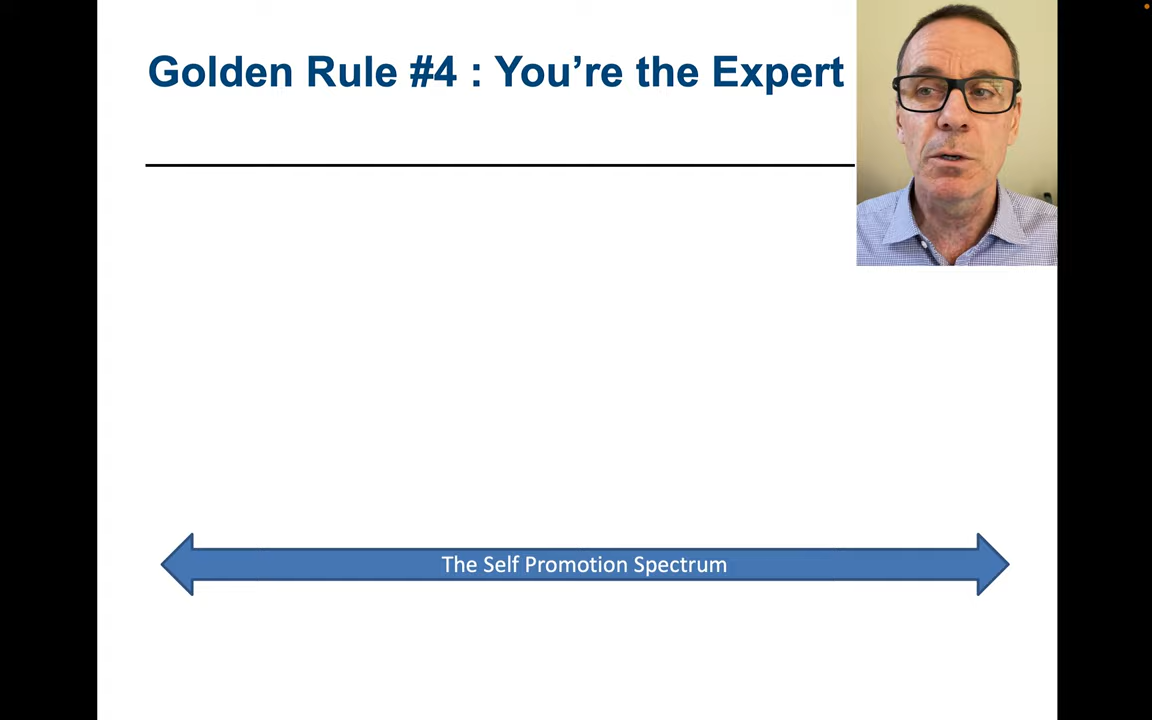 Golden Rule #4 : You’re the Expert
The Self Promotion Spectrum